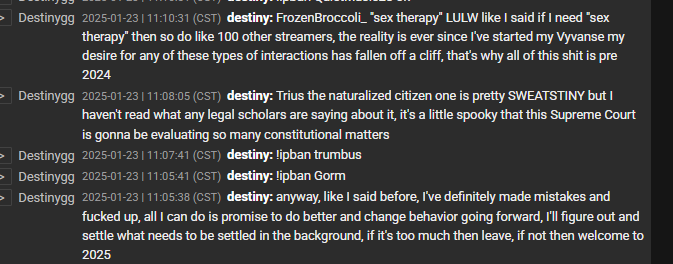 > Destinygg 2025-01-23 | 11:10:31 (CST) destiny: FrozenBroccoli_ "sex therapy" LULW like I said if I need "sex
therapy" then so do like 100 other streamers, the reality is ever since I've started my Vyvanse my
desire for any of these types of interactions has fallen off a cliff, that's why all of this shit is pre
2024
> Destinygg 2025-01-23 | 11:08:05 (CST) destiny: Trius the naturalized citizen one is pretty SWEATSTINY but I
haven't read what any legal scholars are saying about it, it's a little spooky that this Supreme Court
is gonna be evaluating so many constitutional matters
> Destinygg 2025-01-23 | 11:07:41 (CST) destiny: !ipban trumbus
> Destinygg 2025-01-23 | 11:05:41 (CST) destiny: !ipban Gorm
> Destinygg 2025-01-23 | 11:05:38 (CST) destiny: anyway, like I said before, I've definitely made mistakes and
fucked up, all I can do is promise to do better and change behavior going forward, I'll figure out and
settle what needs to be settled in the background, if it's too much then leave, if not then welcome to
2025